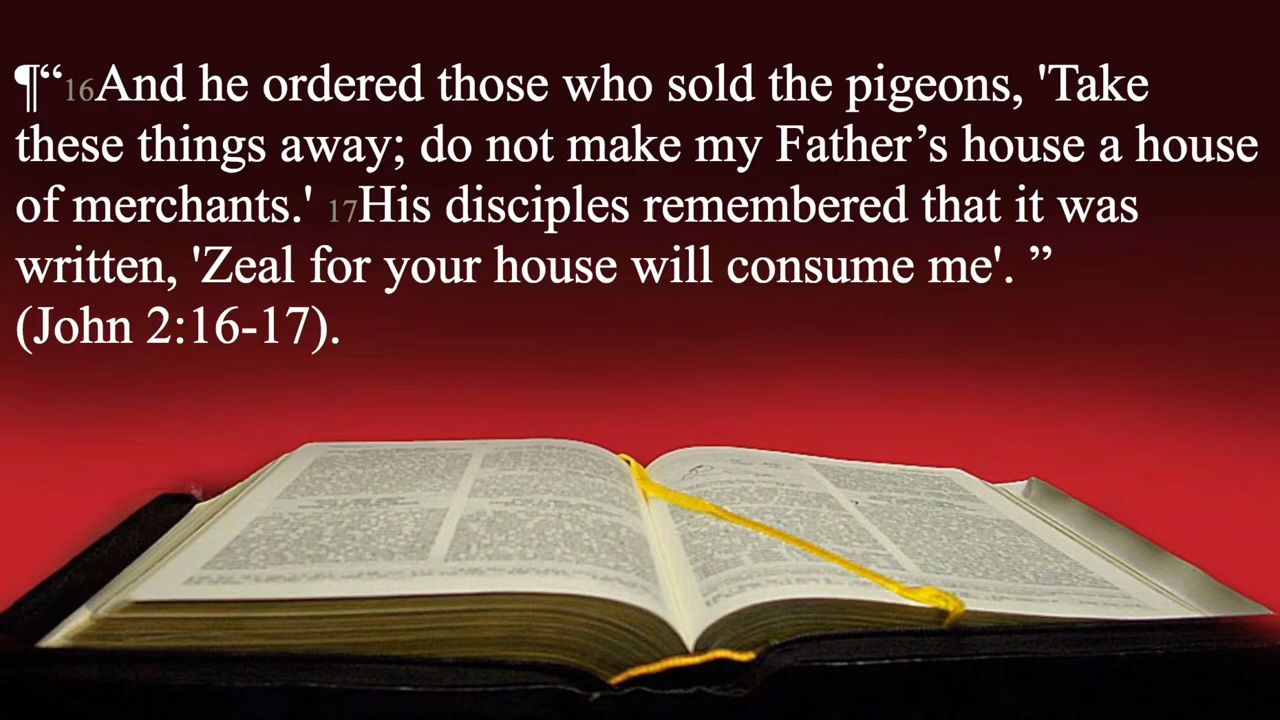 ¶“16And he ordered those who sold the pigeons, 'Take
these things away; do not make my Father’s house a house
of merchants.' 17His disciples remembered that it was
written, 'Zeal for your house will consume me'. ”
(John 2:16-17).